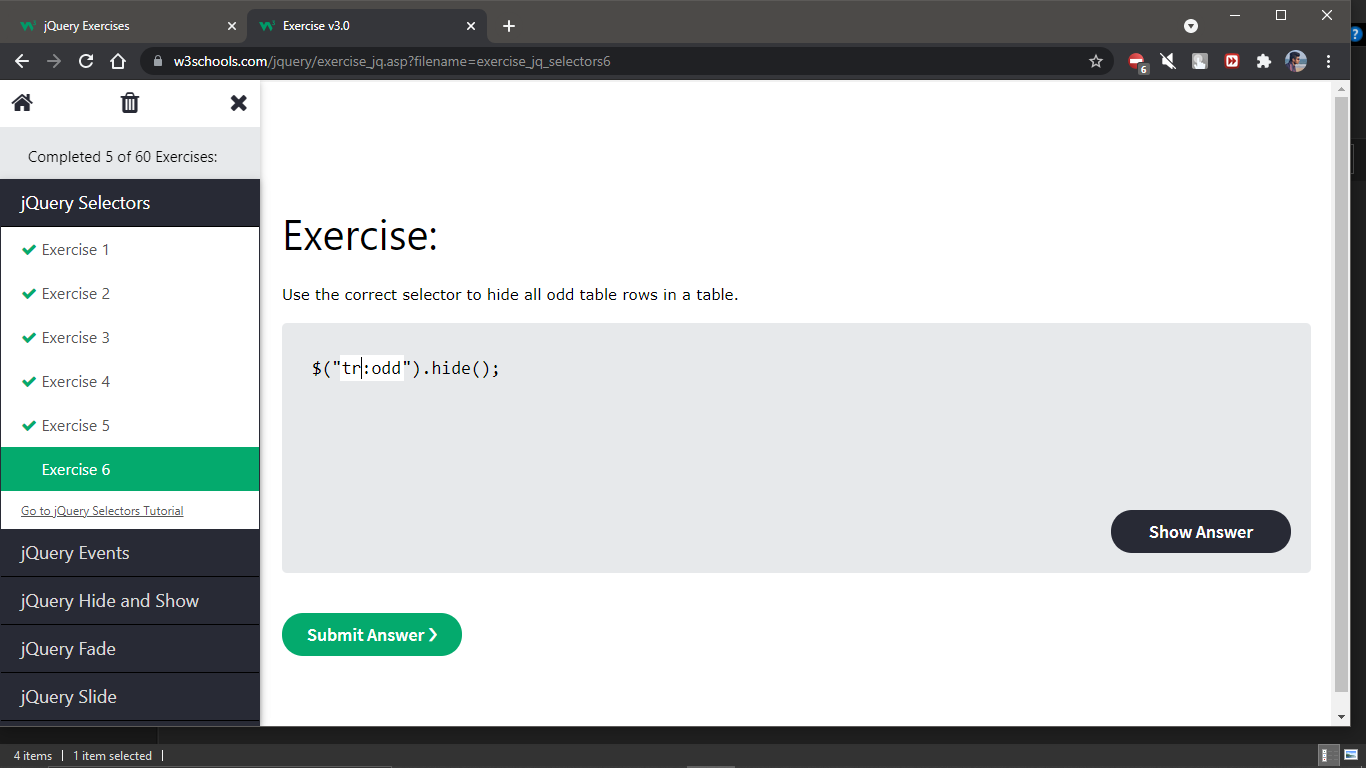 jQuery Exercises
Exercise v3.0
w3schools.com/jquery/exercise_jq.asp?filename=exercise_jq_selectors6
6
?
Completed 5 of 60 Exercises:
jQuery Selectors
Exercise 1
Exercise 2
Exercise 3
Exercise 4
Exercise 5
Exercise 6
Go to jQuery Selectors Tutorial
jQuery Events
jQuery Hide and Show
jQuery Fade
jQuery Slide
Exercise:
Use the correct selector to hide all odd table rows in a table.
$("tr:odd").hide();
Show Answer
Submit Answer ❯
4 items | 1 item selected |